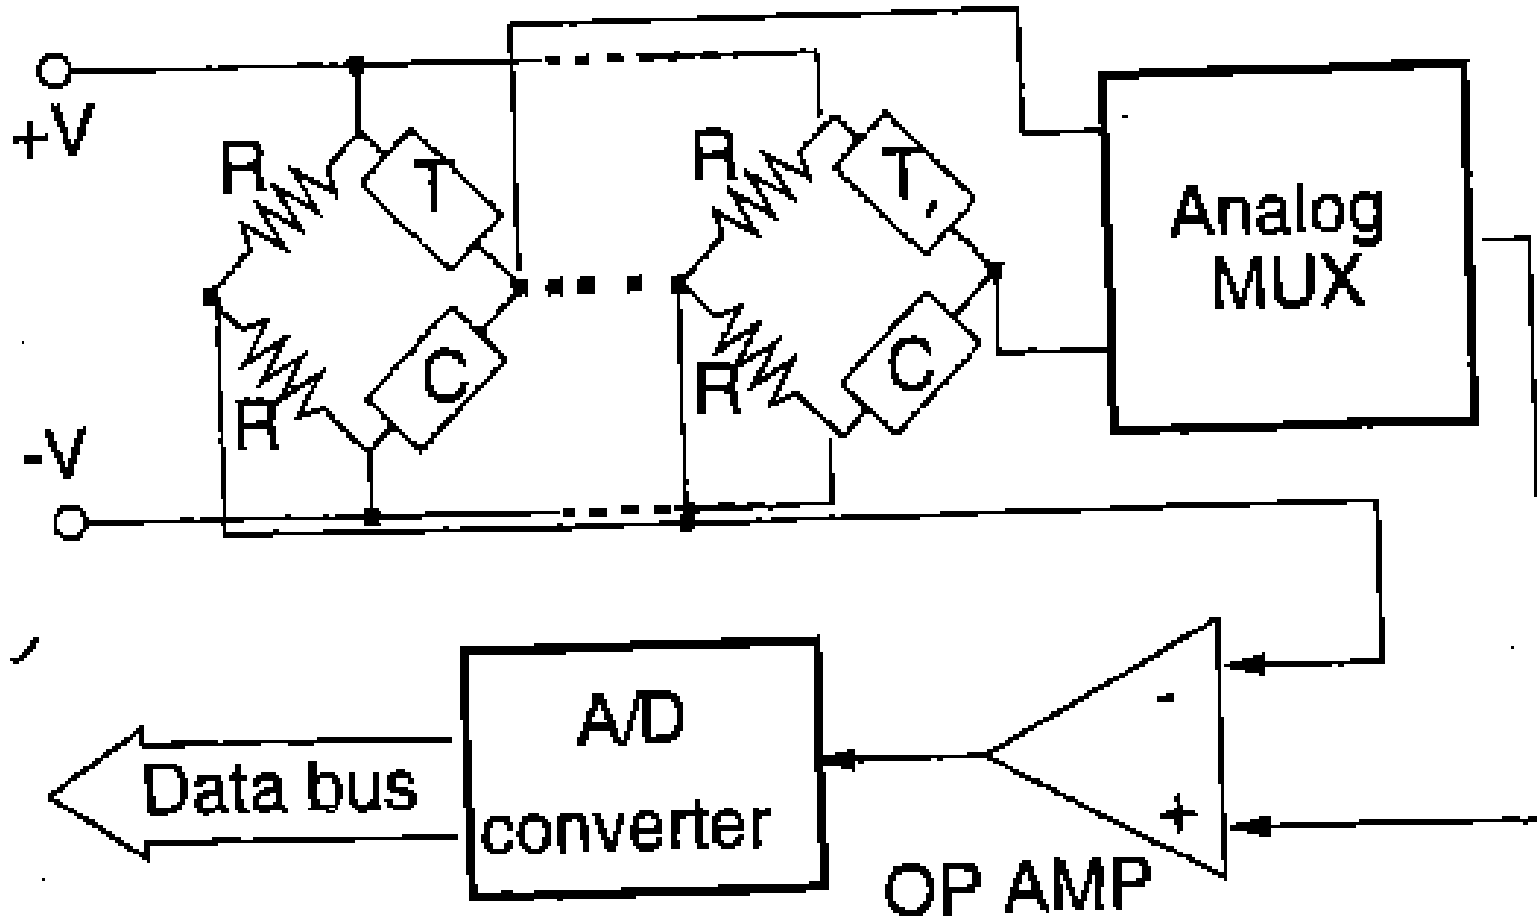 +V
R
T
R
T,
Analog
MUX
R
C
R
C
-V
A/D
converter
Data bus
-
+
OP AMP